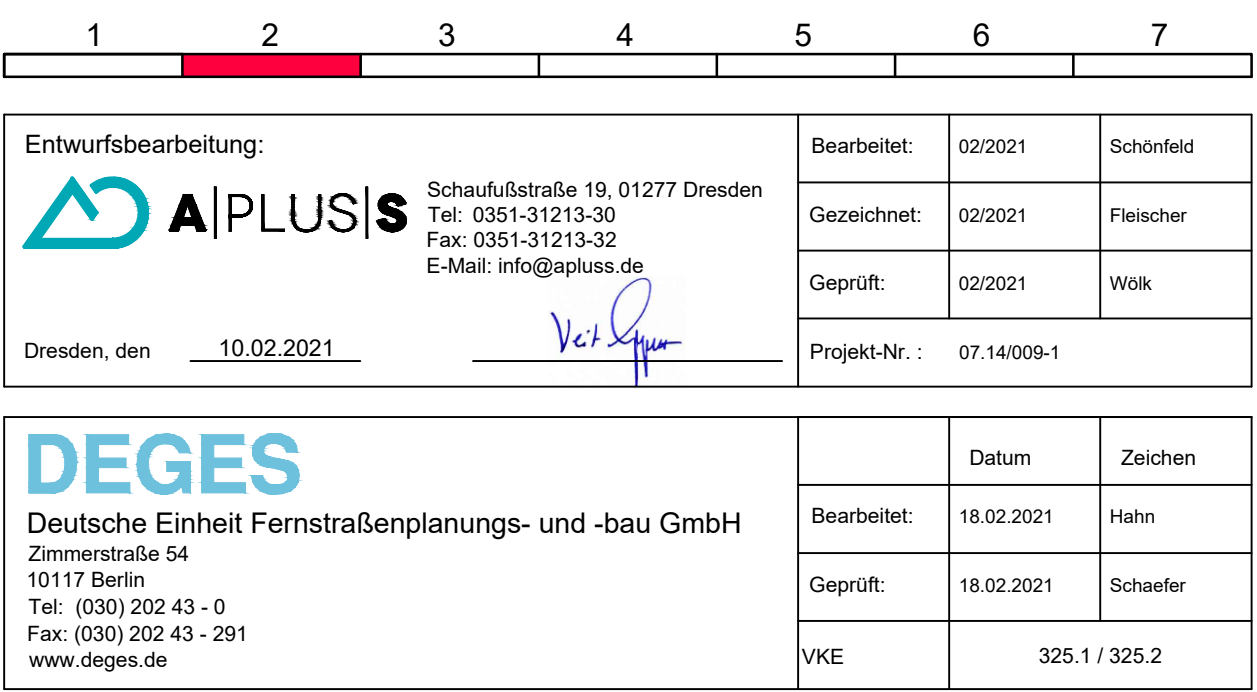 1 2 3 4 5 6 7
Entwurfsbearbeitung:
A|PLUS|S
Schaufußstraße 19, 01277 Dresden
Tel: 0351-31213-30
Fax: 0351-31213-32
E-Mail: info@apluss.de
Dresden, den 10.02.2021
Veit
Bearbeitet: 02/2021 Schönfeld
Gezeichnet: 02/2021 Fleischer
Geprüft: 02/2021 Wölk
Projekt-Nr. : 07.14/009-1
DEGES
Deutsche Einheit Fernstraßenplanungs- und -bau GmbH
Zimmerstraße 54
10117 Berlin
Tel: (030) 202 43 - 0
Fax: (030) 202 43 - 291
www.deges.de
Datum Zeichen
Bearbeitet: 18.02.2021 Hahn
Geprüft: 18.02.2021 Schaefer
VKE 325.1 / 325.2